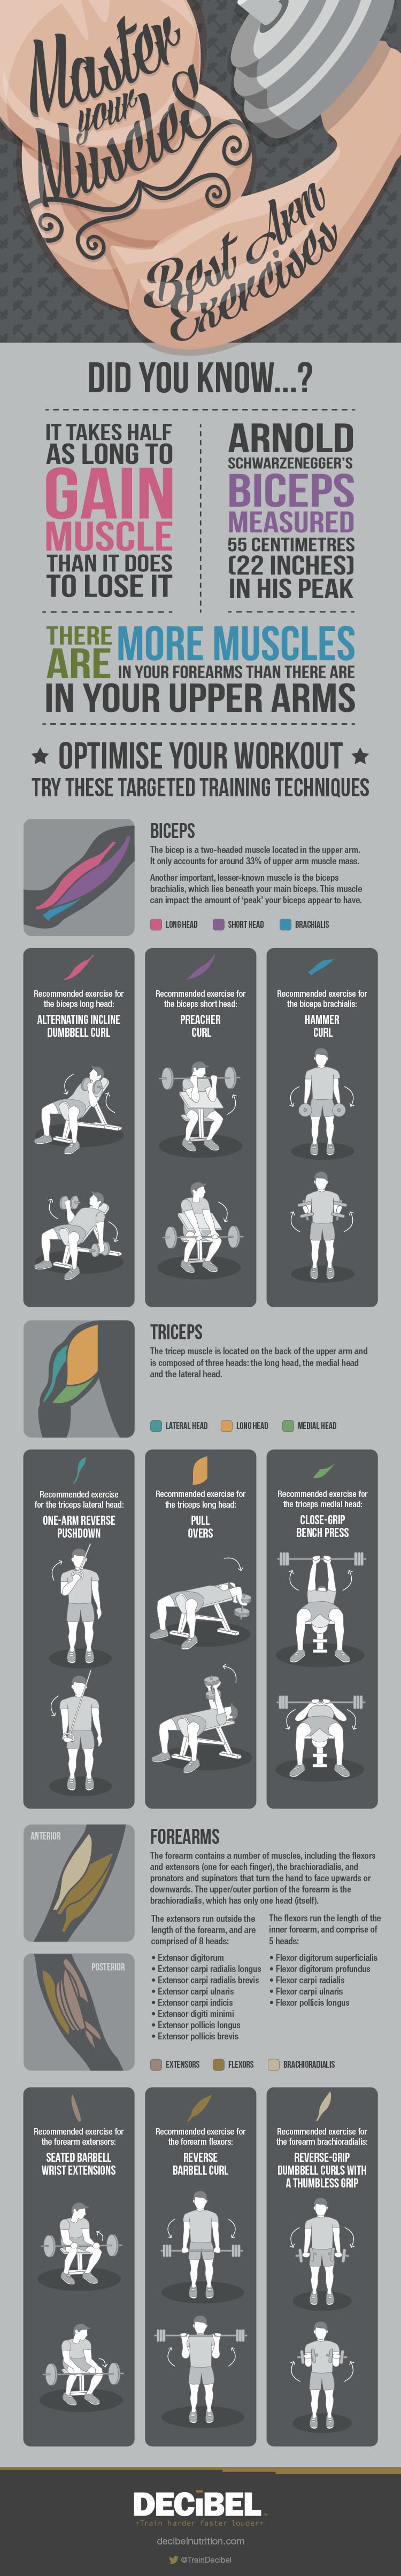 Master
your
Muscles
Best Arm
Exercises
DID YOU KNOW...?
IT TAKES HALF
AS LONG TO
GAIN
MUSCLE
THAN IT DOES
TO LOSE IT
ARNOLD
SCHWARZENEGGER'S
BICEPS
MEASURED
55 CENTIMETRES
(22 INCHES)
IN HIS PEAK
THERE ARE MORE MUSCLES
IN YOUR FOREARMS THAN THERE ARE
IN YOUR UPPER ARMS
OPTIMISE YOUR WORKOUT
TRY THESE TARGETED TRAINING TECHNIQUES
BICEPS
The bicep is a two-headed muscle located in the upper arm.
It only accounts for around 33% of upper arm muscle mass.
Another important, lesser-known muscle is the biceps
brachialis, which lies beneath your main biceps. This muscle
can impact the amount of 'peak' your biceps appear to have.
LONG HEAD
SHORT HEAD
BRACHIALIS
Recommended exercise for
the biceps long head:
ALTERNATING INCLINE
DUMBBELL CURL
Recommended exercise for
the biceps short head:
PREACHER
CURL
Recommended exercise for
the biceps brachialis:
HAMMER
CURL
TRICEPS
The tricep muscle is located on the back of the upper arm and
is composed of three heads: the long head, the medial head
and the lateral head.
LATERAL HEAD
LONG HEAD
MEDIAL HEAD
Recommended exercise
for the triceps lateral head:
ONE-ARM REVERSE
PUSHDOWN
Recommended exercise for
the triceps long head:
PULL
OVERS
Recommended exercise for
the triceps medial head:
CLOSE-GRIP
BENCH PRESS
ANTERIOR
POSTERIOR
FOREARMS
The forearm contains a number of muscles, including the flexors
and extensors (one for each finger), the brachioradialis, and
pronators and supinators that turn the hand to face upwards or
downwards. The upper/outer portion of the forearm is the
brachioradialis, which has only one head (itself).
The extensors run outside the
length of the forearm, and are
comprised of 8 heads:
• Extensor digitorum
• Extensor carpi radialis longus
• Extensor carpi radialis brevis
• Extensor carpi ulnaris
• Extensor carpi indicis
• Extensor digiti minimi
• Extensor pollicis longus
• Extensor pollicis brevis
The flexors run the length of the
inner forearm, and comprise of
5 heads:
• Flexor digitorum superficialis
• Flexor digitorum profundus
• Flexor carpi radialis
• Flexor carpi ulnaris
• Flexor pollicis longus
EXTENSORS
FLEXORS
BRACHIORADIALIS
Recommended exercise for
the forearm extensors:
SEATED BARBELL
WRIST EXTENSIONS
Recommended exercise for
the forearm flexors:
REVERSE
BARBELL CURL
Recommended exercise for
the forearm brachioradialis:
REVERSE-GRIP
DUMBBELL CURLS WITH
A THUMBLESS GRIP
DECiBEL
+Train harder faster louder+
decibelnutrition.com
@TrainDecibel